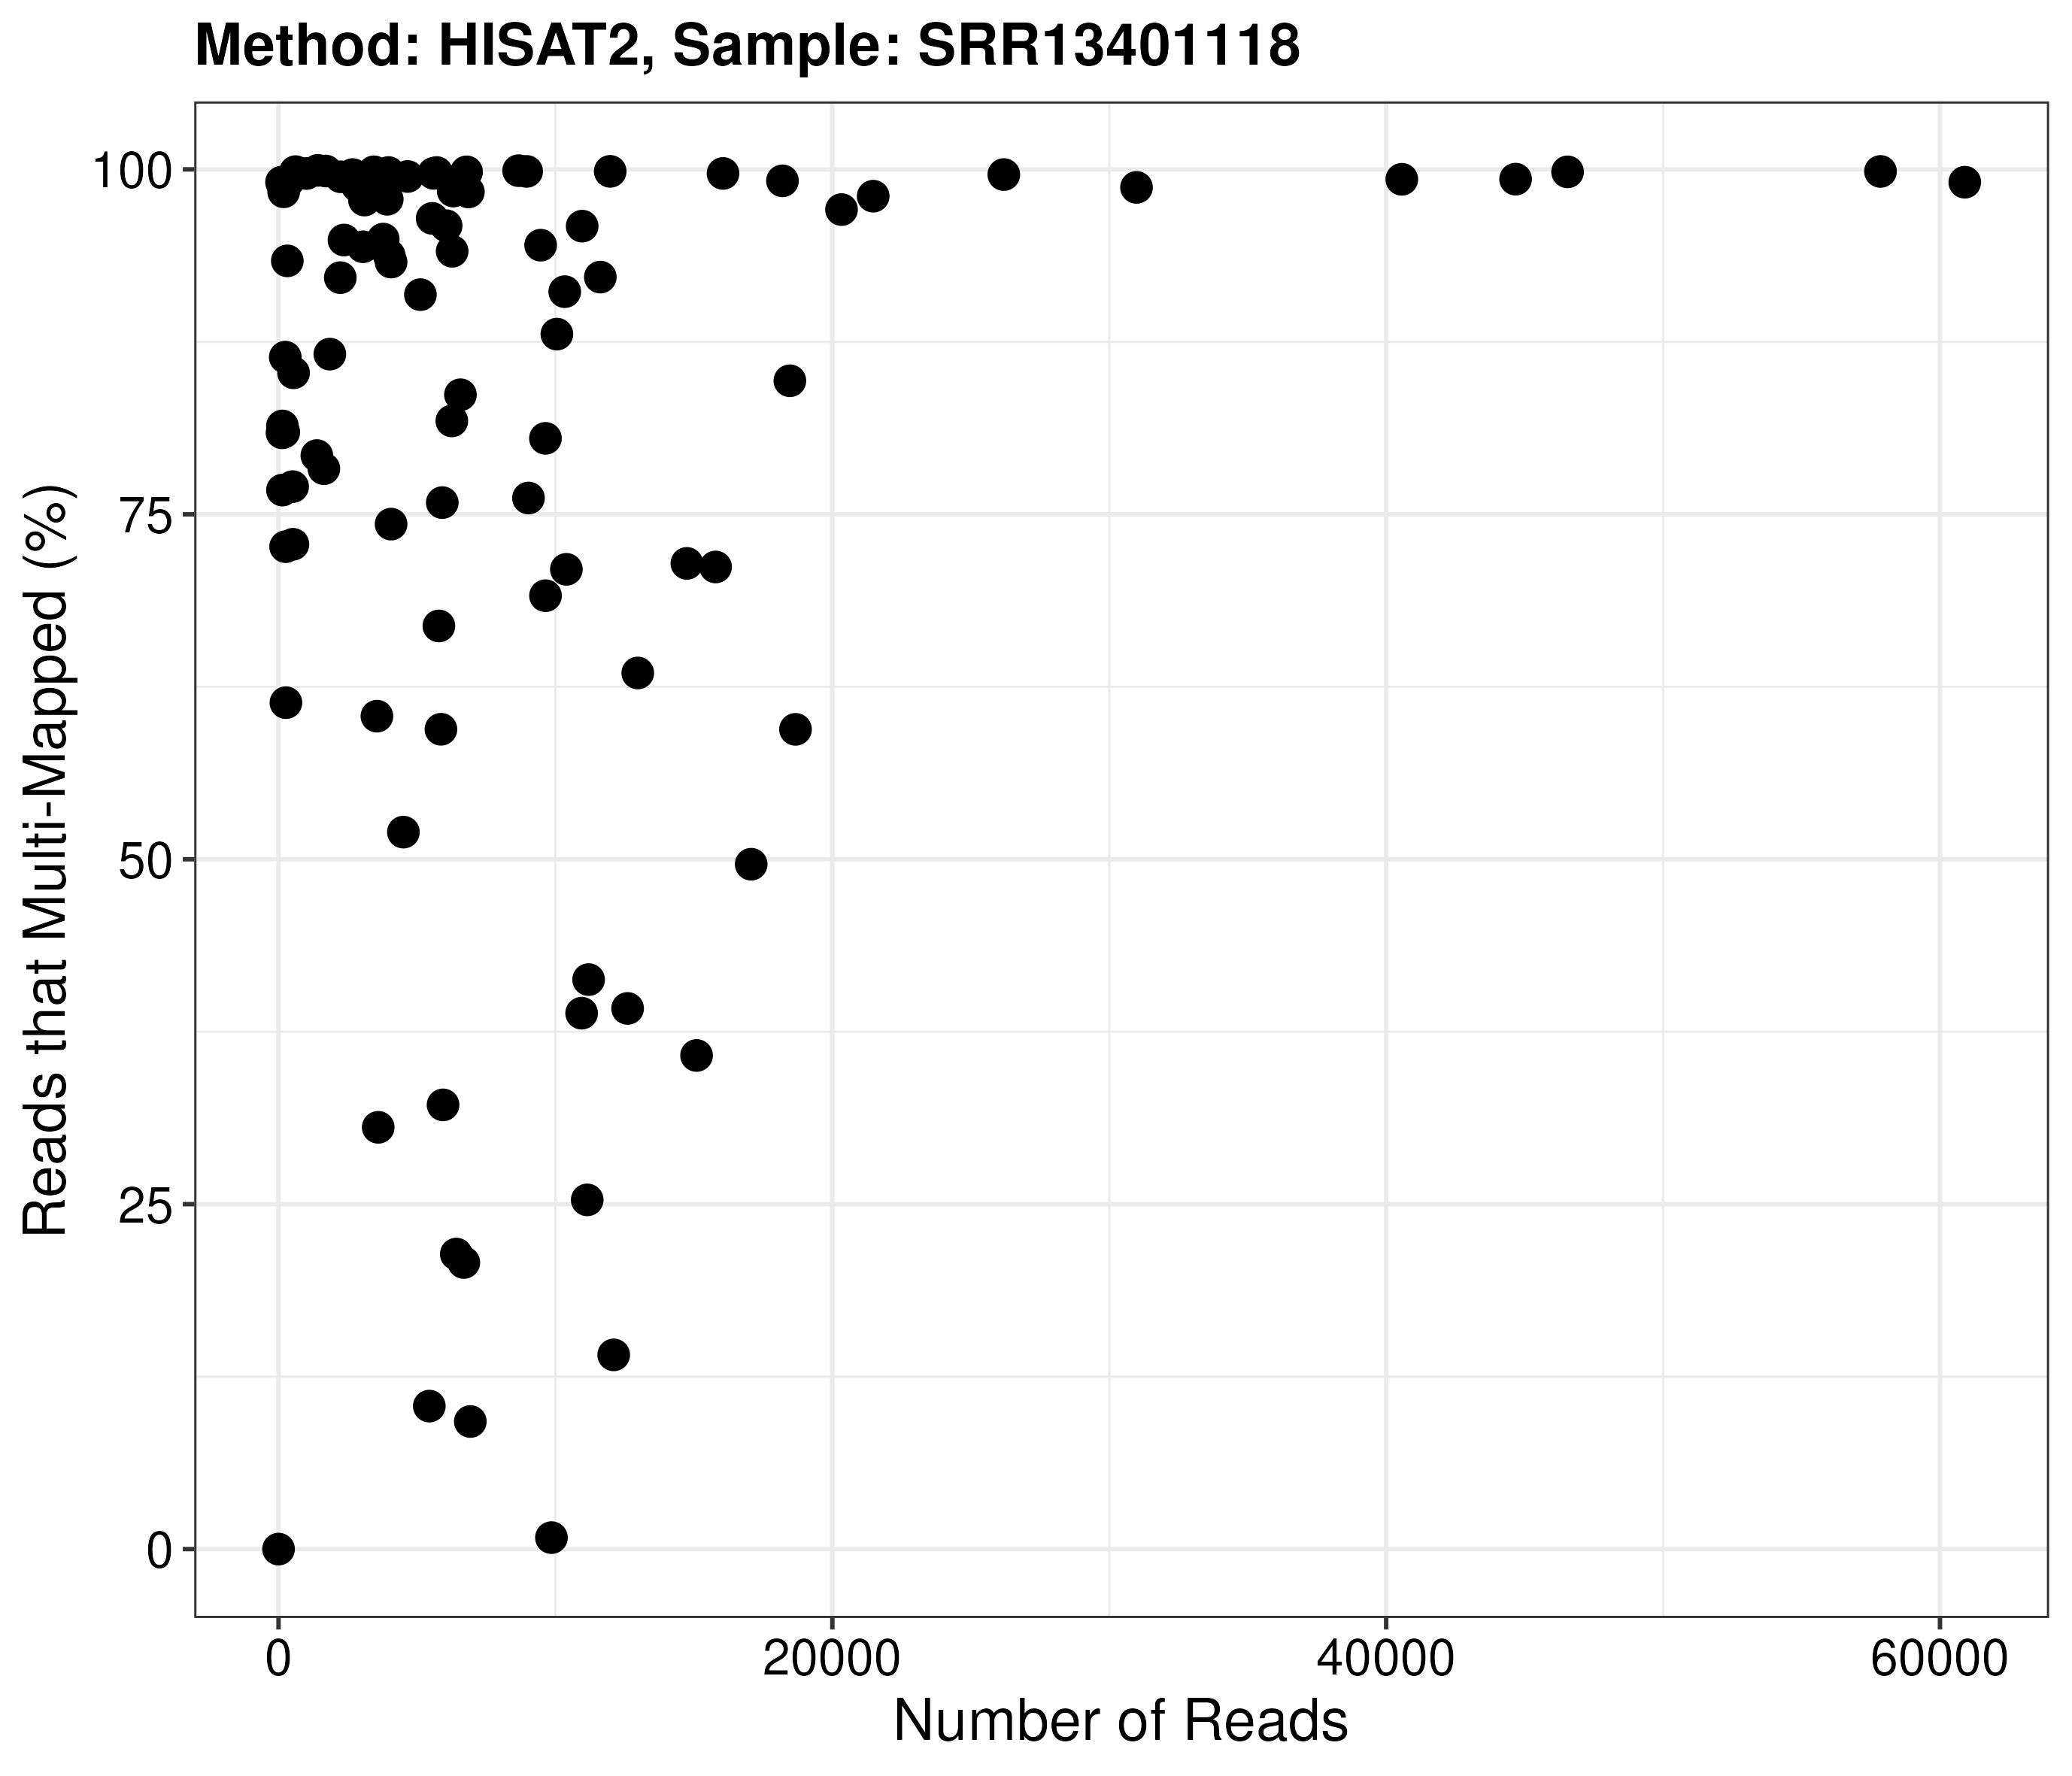 Method: HISAT2, Sample: SRR13401118
Reads that Multi-Mapped (%)
100
75
50
25
0
0 20000 40000 60000
Number of Reads